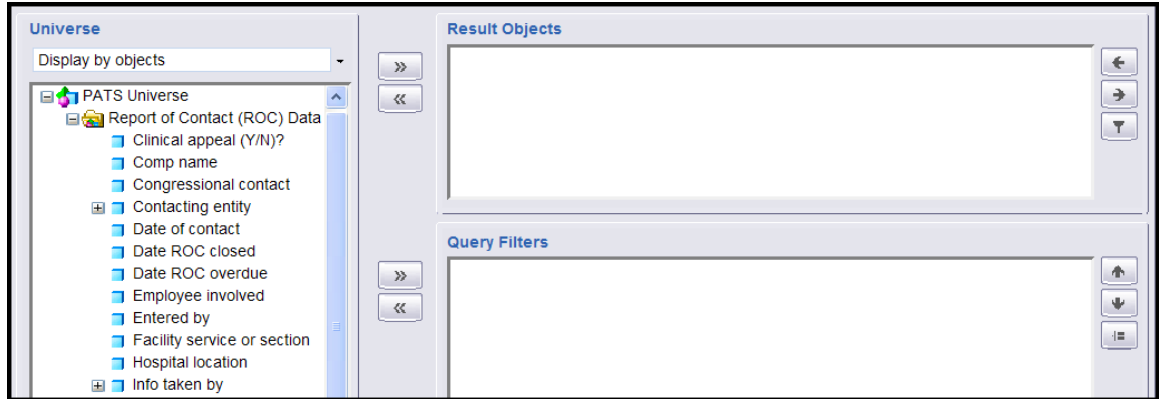 Universe
Display by objects
PATS Universe
Report of Contact (ROC) Data
Clinical appeal (Y/N)?
Comp name
Congressional contact
Contacting entity
Date of contact
Date ROC closed
Date ROC overdue
Employee involved
Entered by
Facility service or section
Hospital location
Info taken by
Result Objects
Query Filters